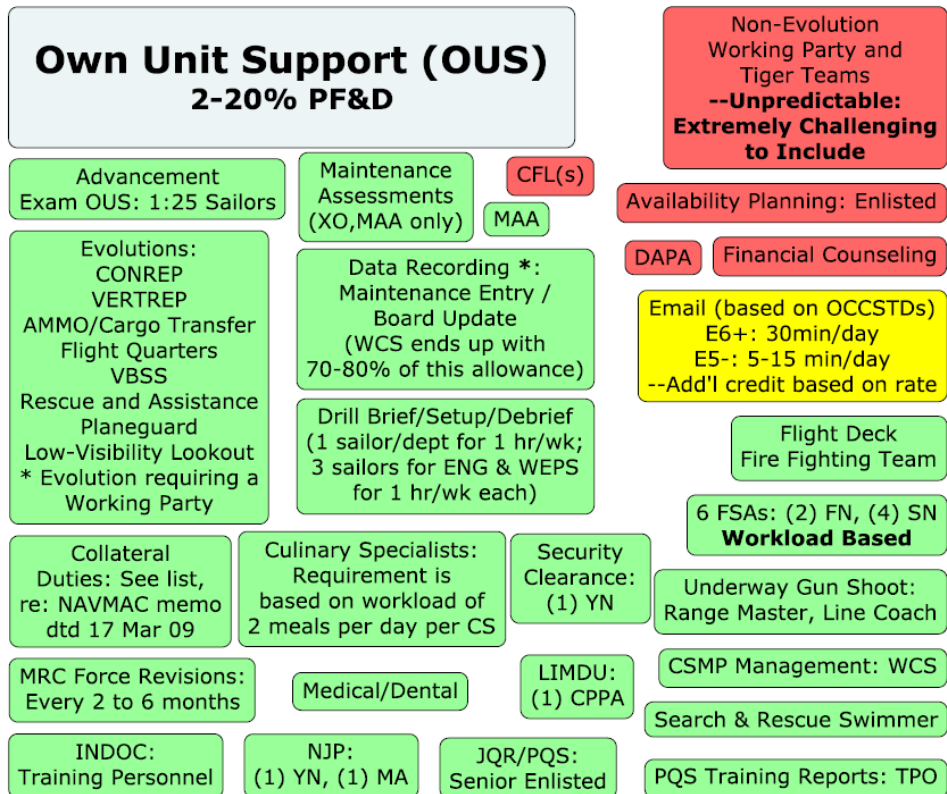 Own Unit Support (OUS)
2-20% PF&D
Non-Evolution
Working Party and
Tiger Teams
--Unpredictable:
Extremely Challenging
to Include
Advancement
Exam OUS: 1:25 Sailors
Maintenance
Assessments
(XO,MAA only)
CFL(s)
MAA
Availability Planning: Enlisted
DAPA
Financial Counseling
Evolutions:
CONREP
VERTREP
AMMO/Cargo Transfer
Flight Quarters
VBSS
Rescue and Assistance
Planeguard
Low-Visibility Lookout
* Evolution requiring a
Working Party
Data Recording *:
Maintenance Entry /
Board Update
(WCS ends up with
70-80% of this allowance)
Email (based on OCCSTDs)
E6+: 30min/day
E5-: 5-15 min/day
--Add'l credit based on rate
Drill Brief/Setup/Debrief
(1 sailor/dept for 1 hr/wk;
3 sailors for ENG & WEPS
for 1 hr/wk each)
Flight Deck
Fire Fighting Team
6 FSAs: (2) FN, (4) SN
Workload Based
Collateral
Duties: See list,
re: NAVMAC memo
dtd 17 Mar 09
Culinary Specialists:
Requirement is
based on workload of
2 meals per day per CS
Security
Clearance:
(1) YN
Underway Gun Shoot:
Range Master, Line Coach
MRC Force Revisions:
Every 2 to 6 months
Medical/Dental
LIMDU:
(1) CPPA
CSMP Management: WCS
Search & Rescue Swimmer
INDOC:
Training Personnel
NJP:
(1) YN, (1) MA
JQR/PQS:
Senior Enlisted
PQS Training Reports: TPO